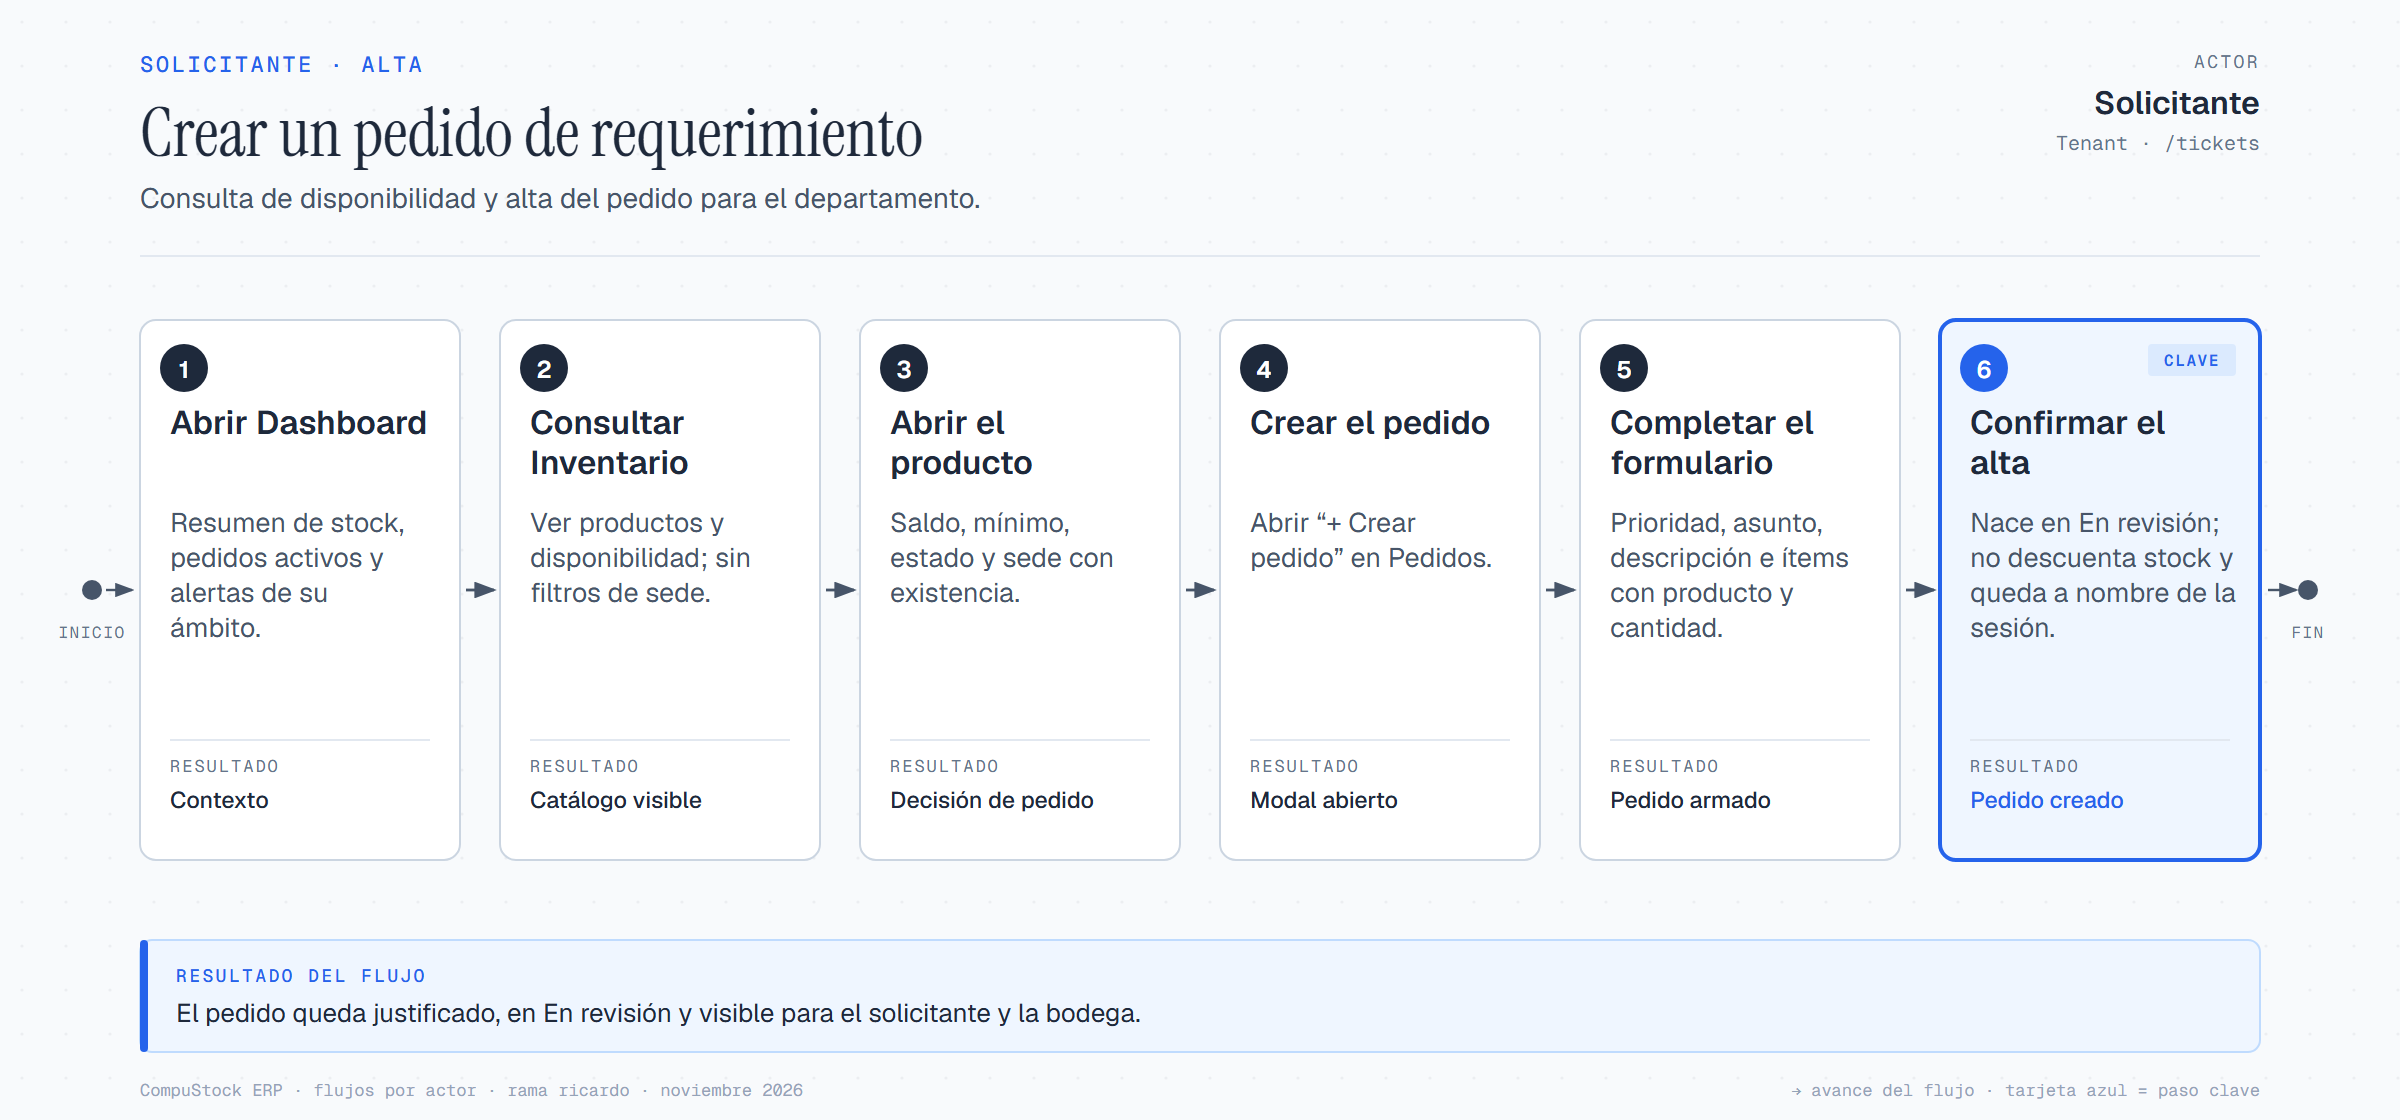 SOLICITANTE · ALTA
Crear un pedido de requerimiento
Consulta de disponibilidad y alta del pedido para el departamento.
ACTOR
Solicitante
Tenant · /tickets
INICIO
1
Abrir Dashboard
Resumen de stock,
pedidos activos y
alertas de su
ámbito.
RESULTADO
Contexto
2
Consultar
Inventario
Ver productos y
disponibilidad; sin
filtros de sede.
RESULTADO
Catálogo visible
3
Abrir el
producto
Saldo, mínimo,
estado y sede con
existencia.
RESULTADO
Decisión de pedido
4
Crear el pedido
Abrir “+ Crear
pedido” en Pedidos.
RESULTADO
Modal abierto
5
Completar el
formulario
Prioridad, asunto,
descripción e ítems
con producto y
cantidad.
RESULTADO
Pedido armado
6
CLAVE
Confirmar el
alta
Nace en En revisión;
no descuenta stock y
queda a nombre de la
sesión.
RESULTADO
Pedido creado
FIN
RESULTADO DEL FLUJO
El pedido queda justificado, en En revisión y visible para el solicitante y la bodega.
CompuStock ERP · flujos por actor · rama ricardo · noviembre 2026
→ avance del flujo · tarjeta azul = paso clave